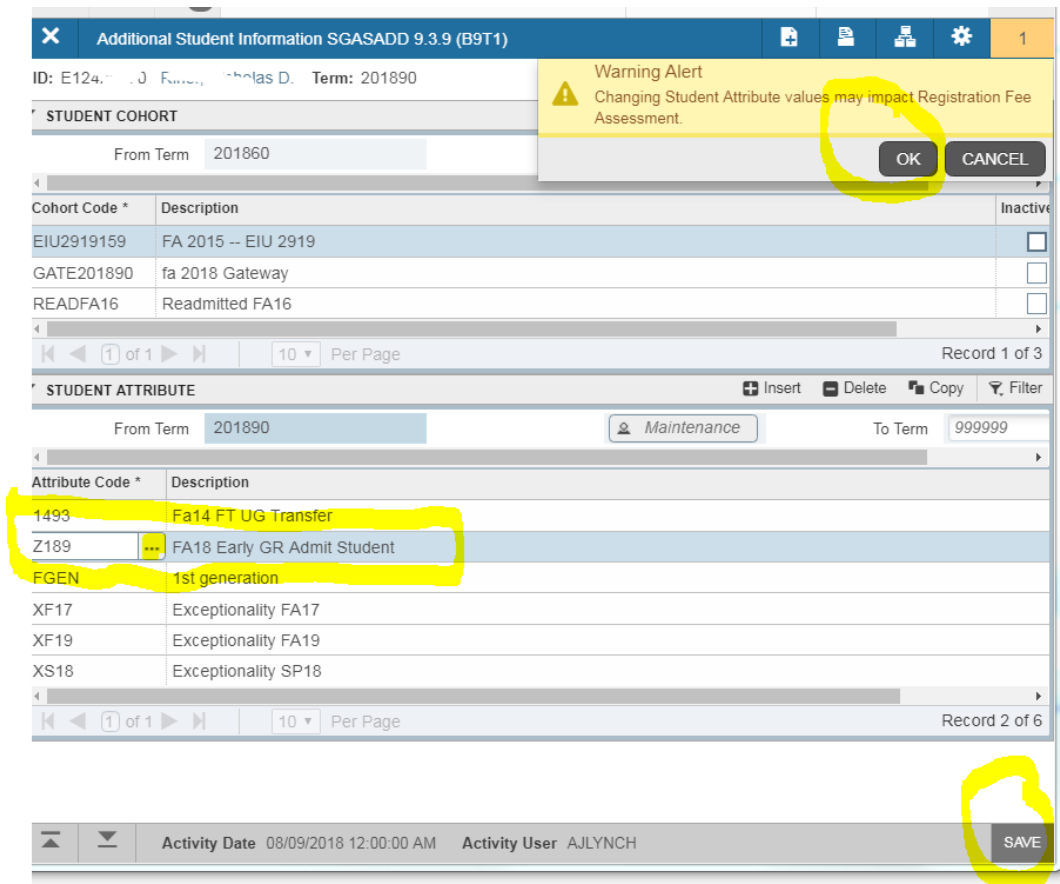 Additional Student Information SGASADD 9.3.9 (B9T1) 1
ID: E124 D. Term: 201890
Warning Alert
Changing Student Attribute values may impact Registration Fee
Assessment.
OK CANCEL
STUDENT COHORT
From Term 201860
Cohort Code * Description Inactive
EIU2919159 FA 2015 -- EIU 2919
GATE201890 fa 2018 Gateway
READFA16 Readmitted FA16
1 of 1 10 Per Page Record 1 of 3
STUDENT ATTRIBUTE Insert Delete Copy Filter
From Term 201890 Maintenance To Term 999999
Attribute Code * Description
1493 Fa14 FT UG Transfer
Z189 ... FA18 Early GR Admit Student
FGEN 1st generation
XF17 Exceptionality FA17
XF19 Exceptionality FA19
XS18 Exceptionality SP18
1 of 1 10 Per Page Record 2 of 6
Activity Date 08/09/2018 12:00:00 AM Activity User AJLYNCH SAVE